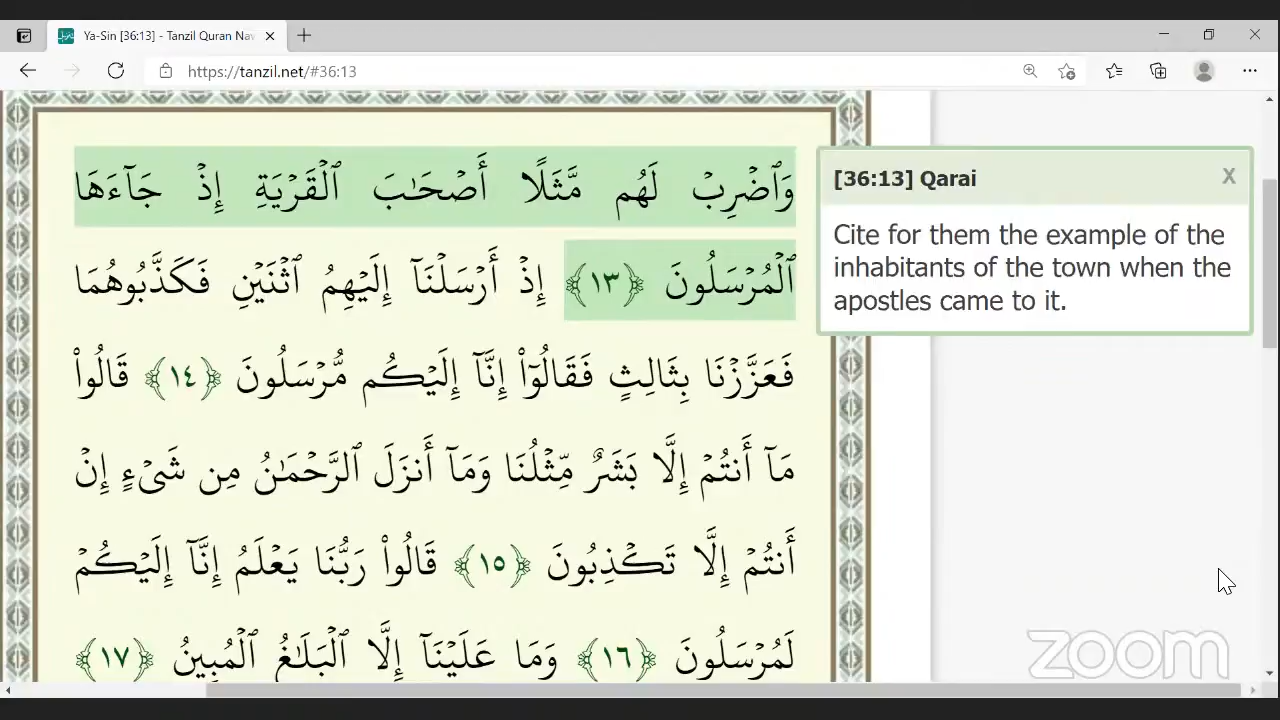 Ya-Sin [36:13] - Tanzil Quran Nav
https://tanzil.net/#36:13
وَٱضْرِبْ لَهُم مَّثَلًا أَصْحَـٰبَ ٱلْقَرْيَةِ إِذْ جَآءَهَا
ٱلْمُرْسَلُونَ ﴿١٣﴾ إِذْ أَرْسَلْنَآ إِلَيْهِمُ ٱثْنَيْنِ فَكَذَّبُوهُمَا
فَعَزَّزْنَا بِثَالِثٍ فَقَالُوٓا۟ إِنَّآ إِلَيْكُم مُّرْسَلُونَ ﴿١٤﴾ قَالُوا۟
مَآ أَنتُمْ إِلَّا بَشَرٌ مِّثْلُنَا وَمَآ أَنزَلَ ٱلرَّحْمَـٰنُ مِن شَىْءٍ إِنْ
أَنتُمْ إِلَّا تَكْذِبُونَ ﴿١٥﴾ قَالُوا۟ رَبُّنَا يَعْلَمُ إِنَّآ إِلَيْكُمْ
لَمُرْسَلُونَ ﴿١٦﴾ وَمَا عَلَيْنَآ إِلَّا ٱلْبَلَـٰغُ ٱلْمُبِينُ ﴿١٧﴾
[36:13] Qarai
X
Cite for them the example of the
inhabitants of the town when the
apostles came to it.
zoom